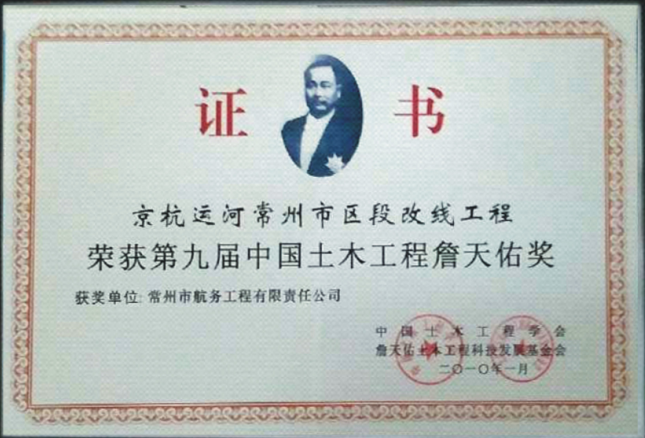 证书
京杭运河常州市区段改线工程
荣获第九届中国土木工程詹天佑奖
获奖单位: 常州市航务工程有限责任公司
中国土木工程学会
詹天佑土木工程科技发展基金会
二〇一〇年一月